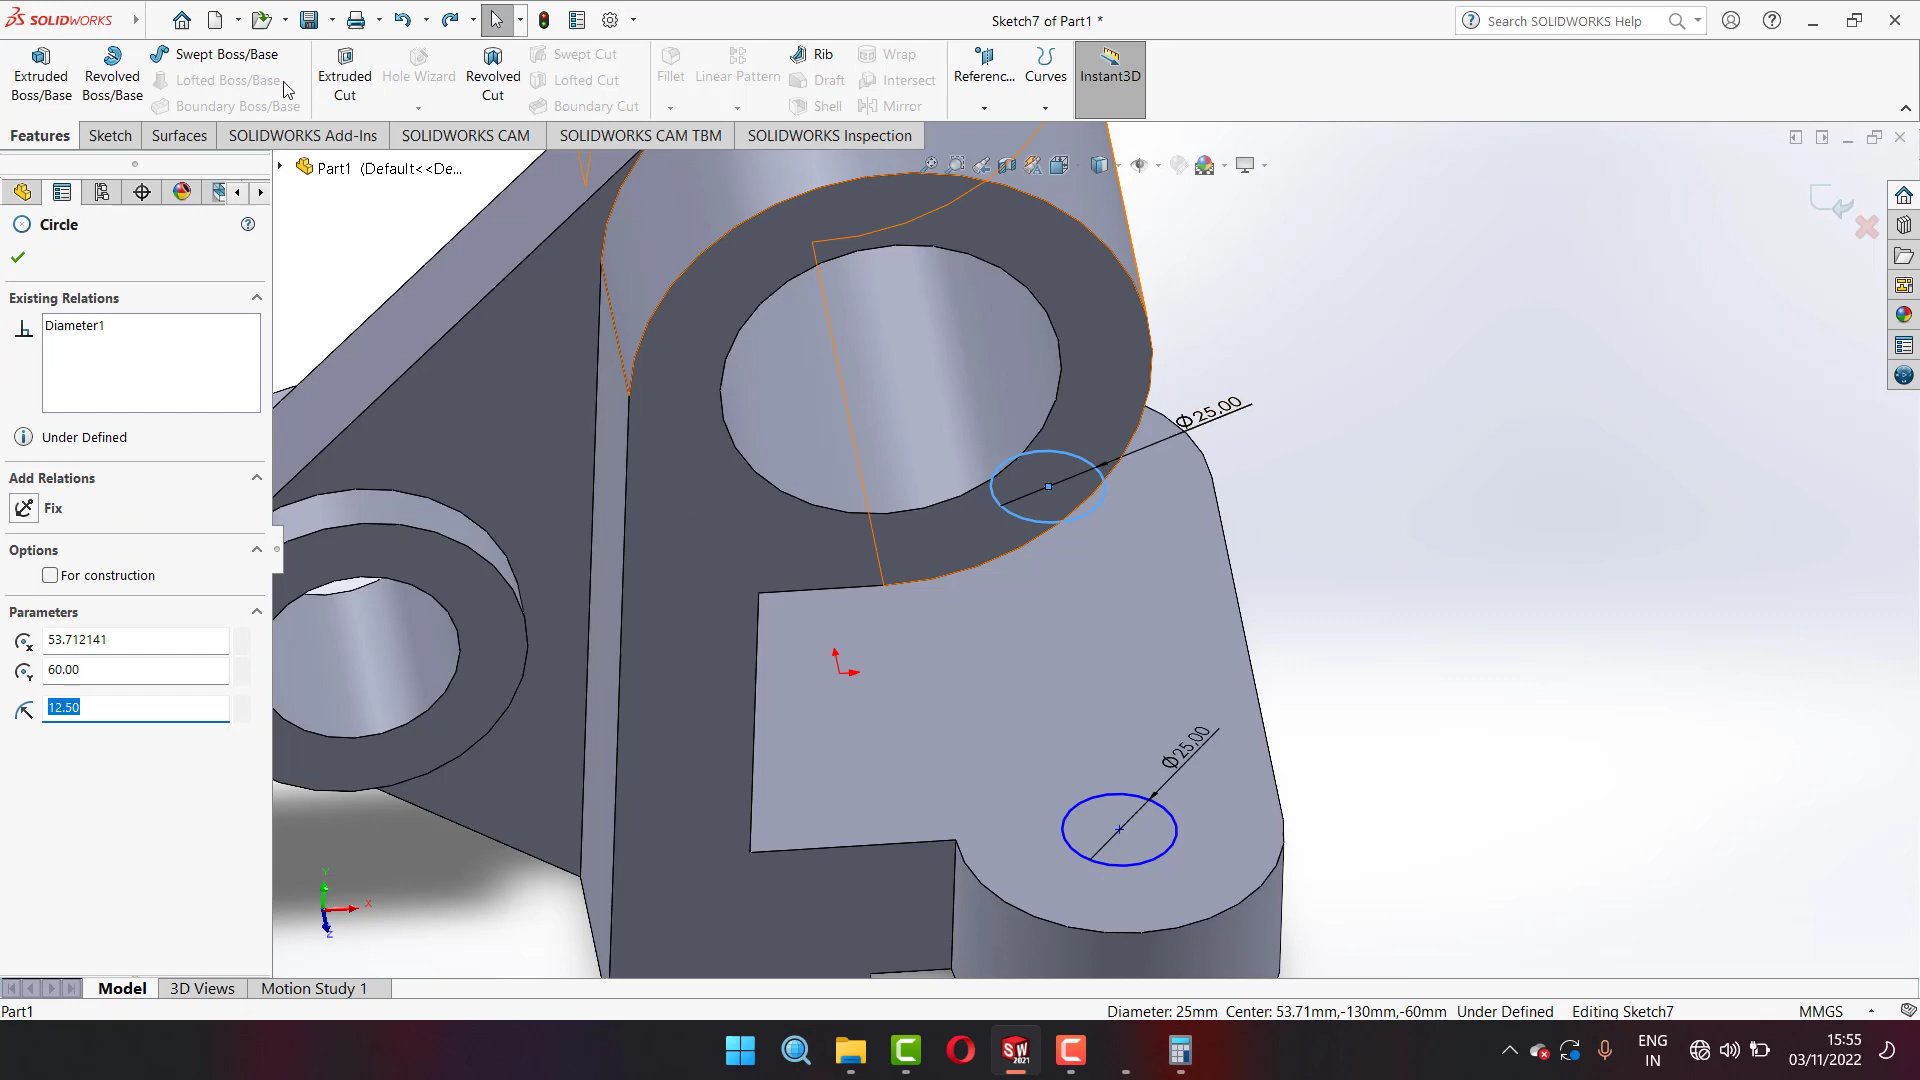 SOLIDWORKS
Sketch7 of Part1 *
Search SOLIDWORKS Help
Extruded Boss/Base
Revolved Boss/Base
Swept Boss/Base
Lofted Boss/Base
Boundary Boss/Base
Extruded Cut
Hole Wizard
Revolved Cut
Swept Cut
Lofted Cut
Boundary Cut
Fillet
Linear Pattern
Rib
Draft
Shell
Wrap
Intersect
Mirror
Referenc...
Curves
Instant3D
Features
Sketch
Surfaces
SOLIDWORKS Add-Ins
SOLIDWORKS CAM
SOLIDWORKS CAM TBM
SOLIDWORKS Inspection
Part1 (Default<<De...
Circle
Existing Relations
Diameter1
Under Defined
Add Relations
Fix
Options
For construction
Parameters
53.712141
60.00
12.50
Φ25,00
Φ25,00
Y
X
Z
Model
3D Views
Motion Study 1
Part1
Diameter: 25mm Center: 53.71mm,-130mm,-60mm
Under Defined
Editing Sketch7
MMGS
SW
2021
ENG
IN
15:55
03/11/2022